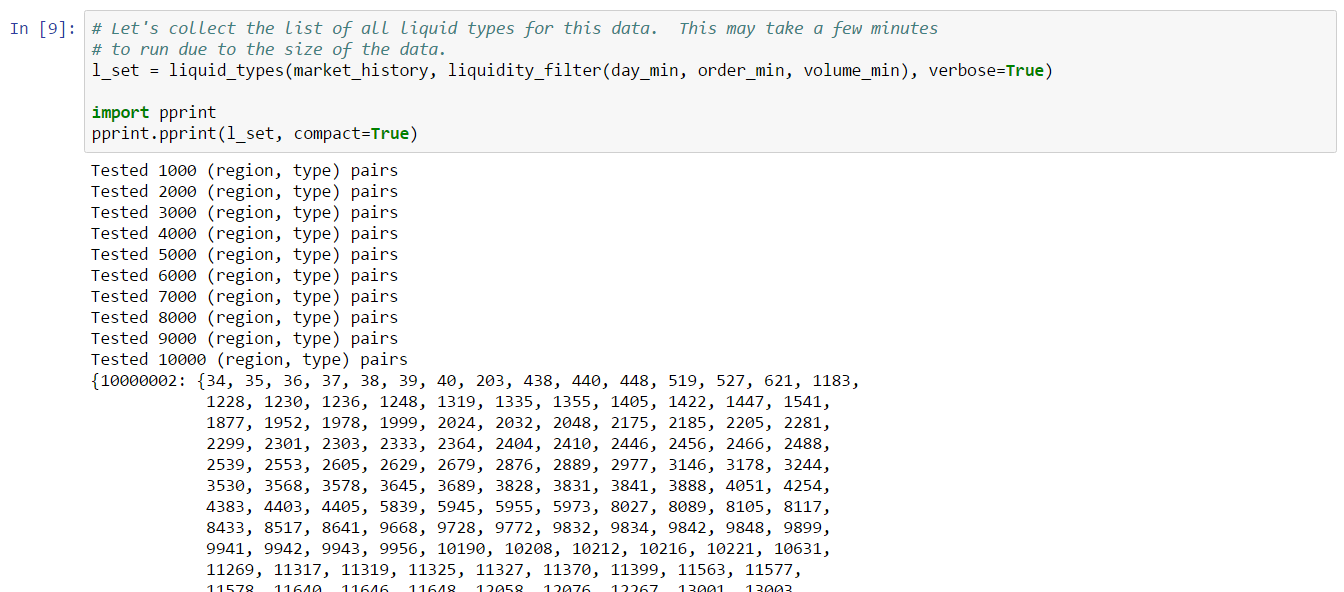 In [9]: # Let's collect the list of all liquid types for this data.  This may take a few minutes
# to run due to the size of the data.
l_set = liquid_types(market_history, liquidity_filter(day_min, order_min, volume_min), verbose=True)
import pprint
pprint.pprint(l_set, compact=True)
Tested 1000 (region, type) pairs
Tested 2000 (region, type) pairs
Tested 3000 (region, type) pairs
Tested 4000 (region, type) pairs
Tested 5000 (region, type) pairs
Tested 6000 (region, type) pairs
Tested 7000 (region, type) pairs
Tested 8000 (region, type) pairs
Tested 9000 (region, type) pairs
Tested 10000 (region, type) pairs
{10000002: {34, 35, 36, 37, 38, 39, 40, 203, 438, 440, 448, 519, 527, 621, 1183,
1228, 1230, 1236, 1248, 1319, 1335, 1355, 1405, 1422, 1447, 1541,
1877, 1952, 1978, 1999, 2024, 2032, 2048, 2175, 2185, 2205, 2281,
2299, 2301, 2303, 2333, 2364, 2404, 2410, 2446, 2456, 2466, 2488,
2539, 2553, 2605, 2629, 2679, 2876, 2889, 2977, 3146, 3178, 3244,
3530, 3568, 3578, 3645, 3689, 3828, 3831, 3841, 3888, 4051, 4254,
4383, 4403, 4405, 5839, 5945, 5955, 5973, 8027, 8089, 8105, 8117,
8433, 8517, 8641, 9668, 9728, 9772, 9832, 9834, 9842, 9848, 9899,
9941, 9942, 9943, 9956, 10190, 10208, 10212, 10216, 10221, 10631,
11269, 11317, 11319, 11325, 11327, 11370, 11399, 11563, 11577,
11578, 11640, 11646, 11648, 12058, 12076, 12267, 13001, 13003,